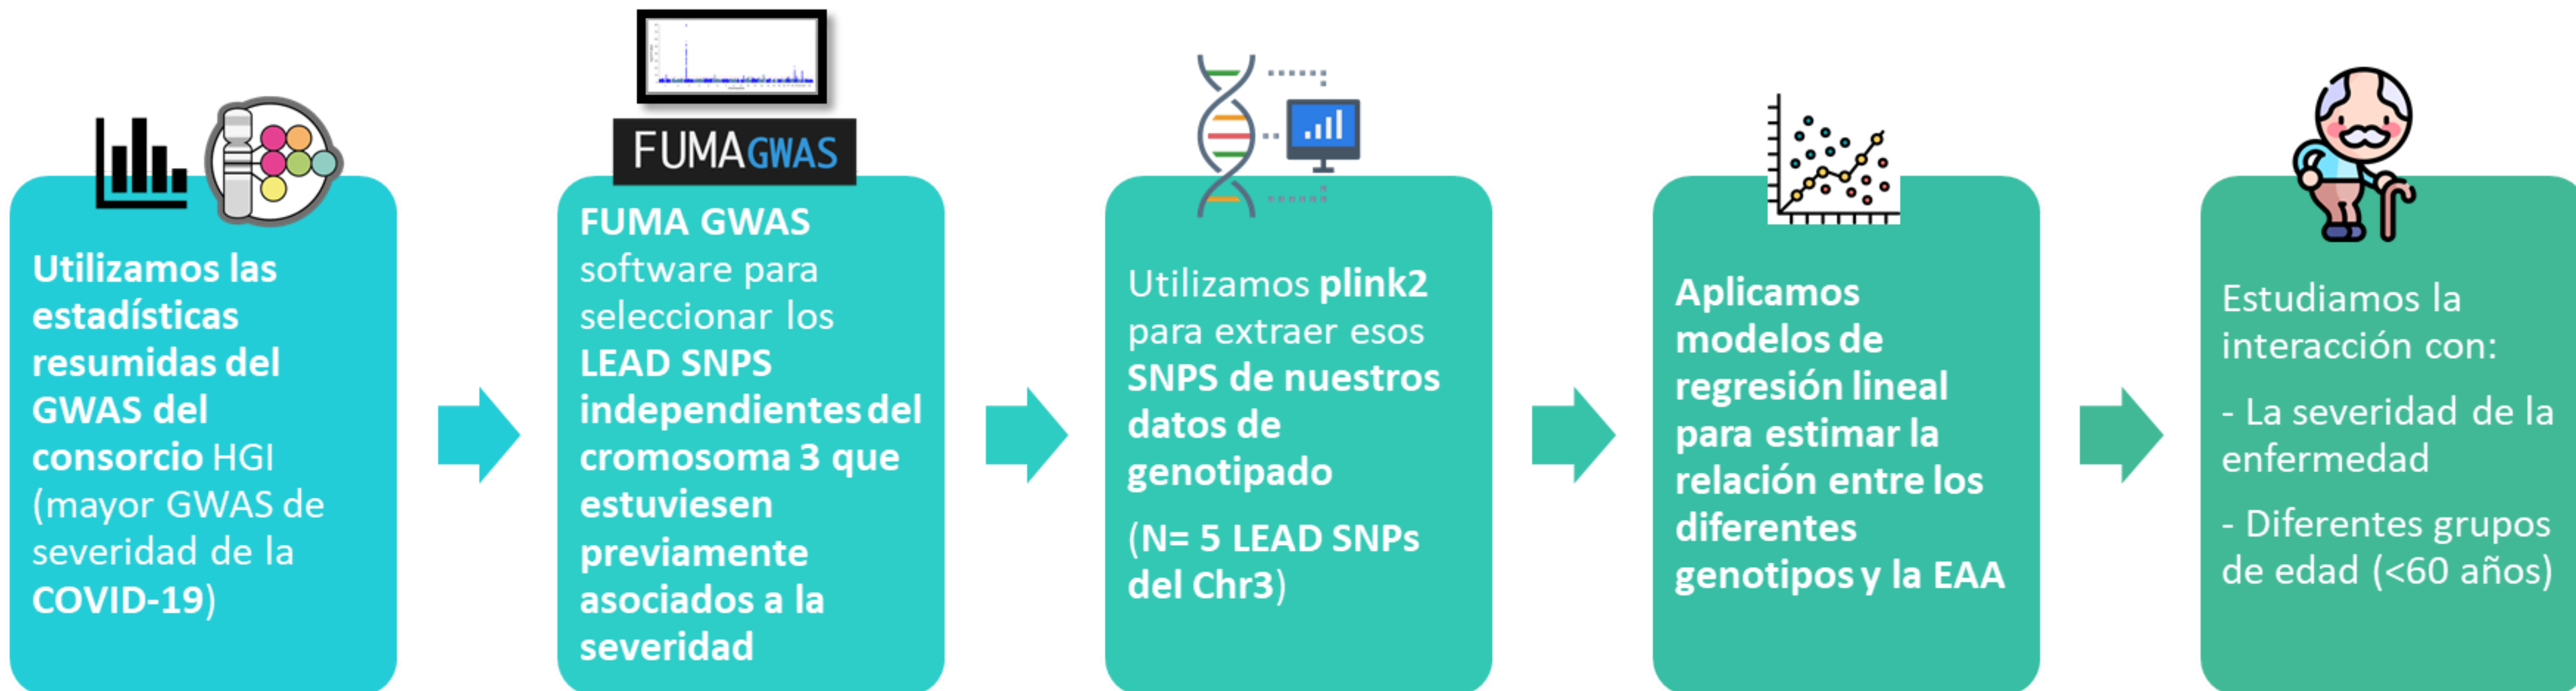 FUMAGWAS
Utilizamos las
estadísticas
resumidas del
GWAS del
consorcio HGI
(mayor GWAS de
severidad de la
COVID-19)
FUMA GWAS
software para
seleccionar los
LEAD SNPS
independientes del
cromosoma 3 que
estuviesen
previamente
asociados a la
severidad
Utilizamos plink2
para extraer esos
SNPS de nuestros
datos de
genotipado
(N= 5 LEAD SNPs
del Chr3)
Aplicamos
modelos de
regresión lineal
para estimar la
relación entre los
diferentes
genotipos y la EAA
Estudiamos la
interacción con:
- La severidad de la
enfermedad
- Diferentes grupos
de edad (<60 años)